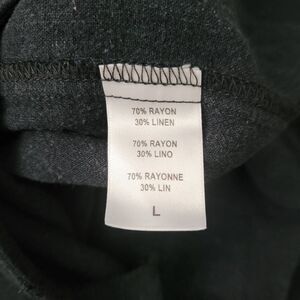 70% RAYON
30% LINEN
70% RAYON
30% LINO
70% RAYONNE
30% LIN
L